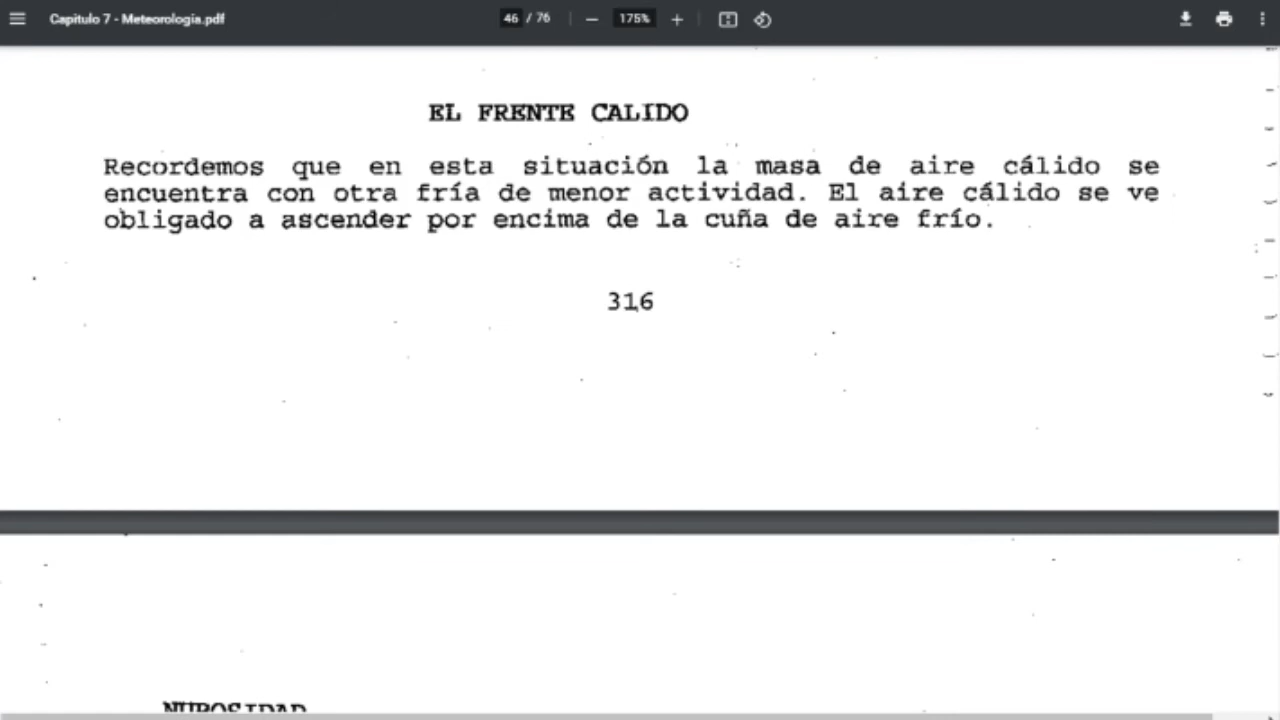 Capitulo 7 - Meteorologia.pdf
46 / 76
175%
EL FRENTE CALIDO
Recordemos que en esta situación la masa de aire cálido se
encuentra con otra fría de menor actividad. El aire cálido se ve
obligado a ascender por encima de la cuña de aire frío.
316
NUBOSIDAD